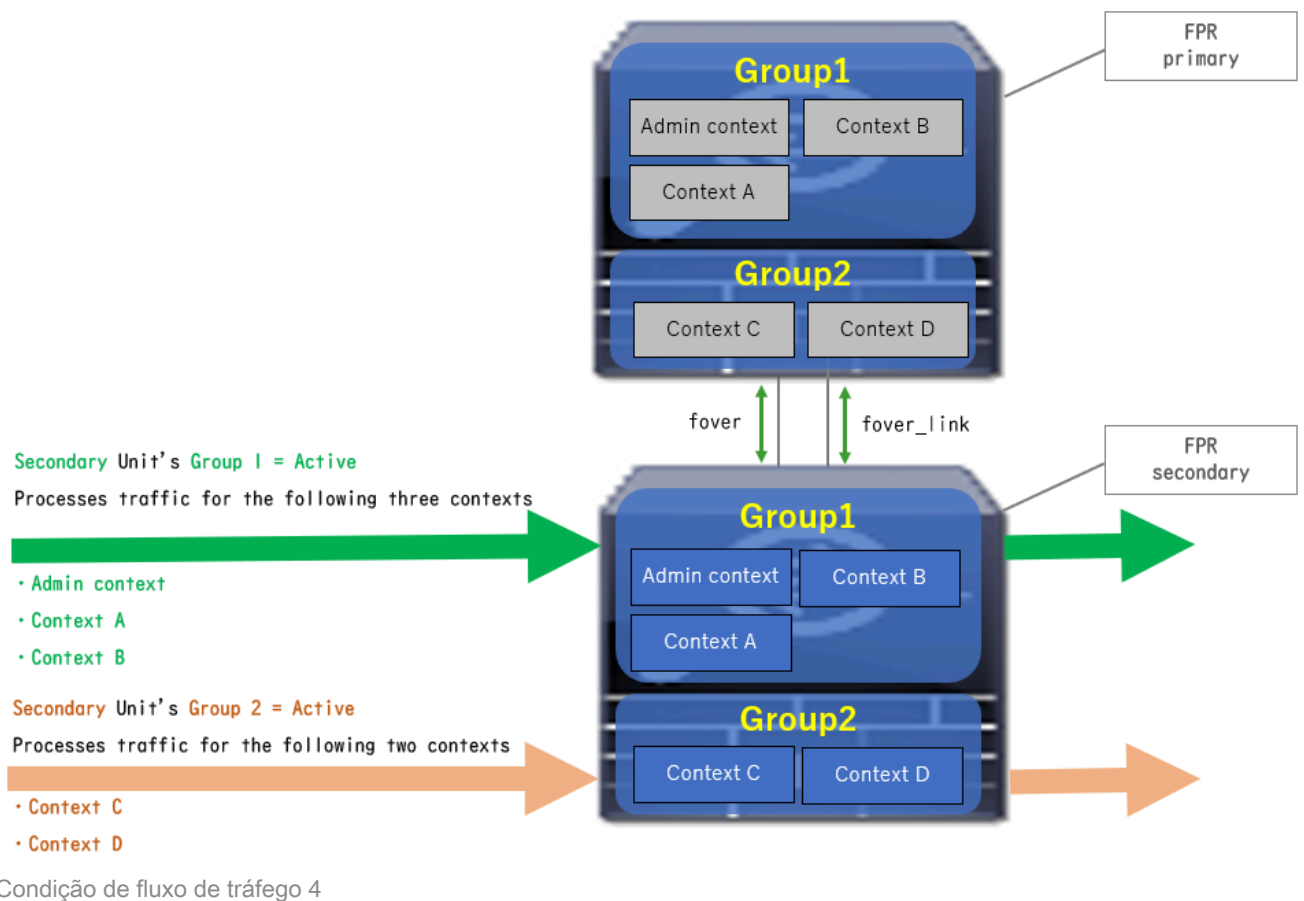 FPR
primary
Group1
Admin context
Context B
Context A
Group2
Context C
Context D
fover
fover_link
FPR
secondary
Secondary Unit's Group 1 = Active
Processes traffic for the following three contexts
・Admin context
・Context A
・Context B
Group1
Admin context
Context B
Context A
Secondary Unit's Group 2 = Active
Processes traffic for the following two contexts
・Context C
・Context D
Group2
Context C
Context D
Condição de fluxo de tráfego 4